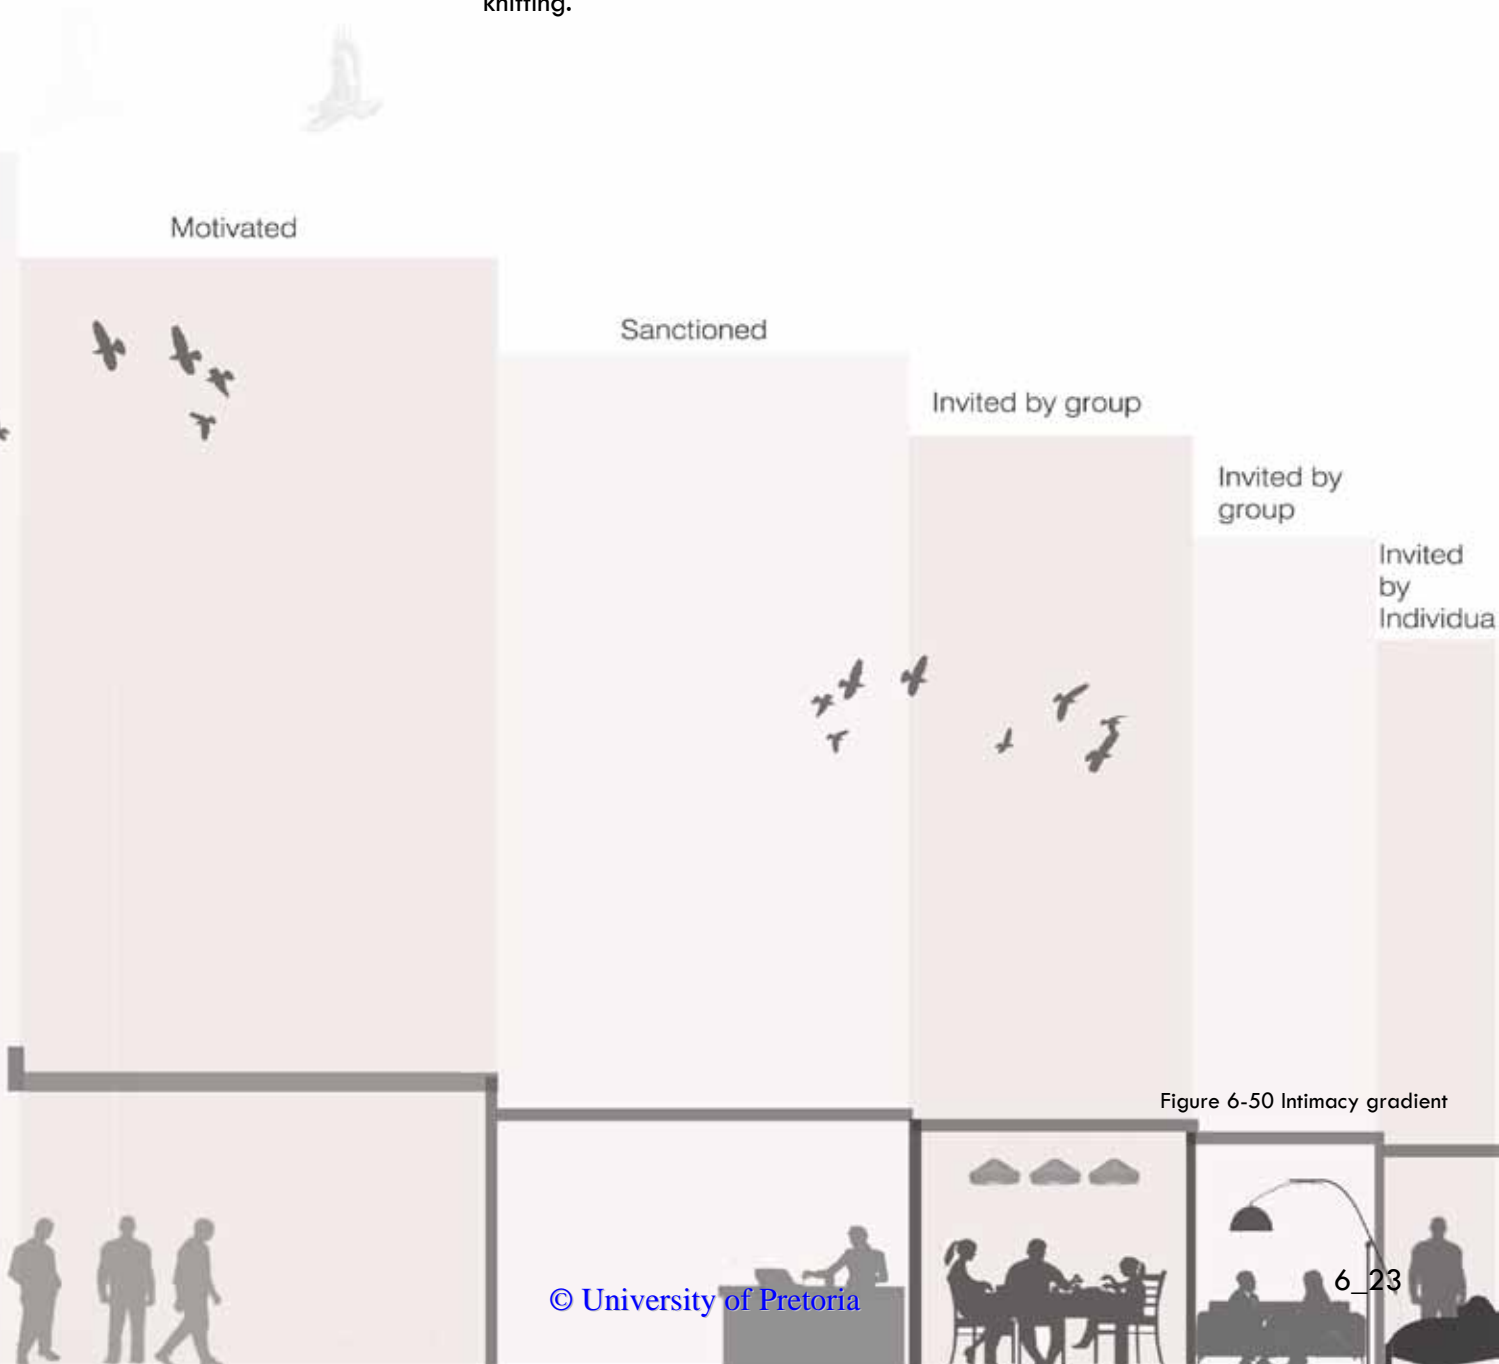 knitting.
Motivated
Sanctioned
Invited by group
Invited by
group
Invited
by
Individua
Figure 6-50 Intimacy gradient
6_23
© University of Pretoria